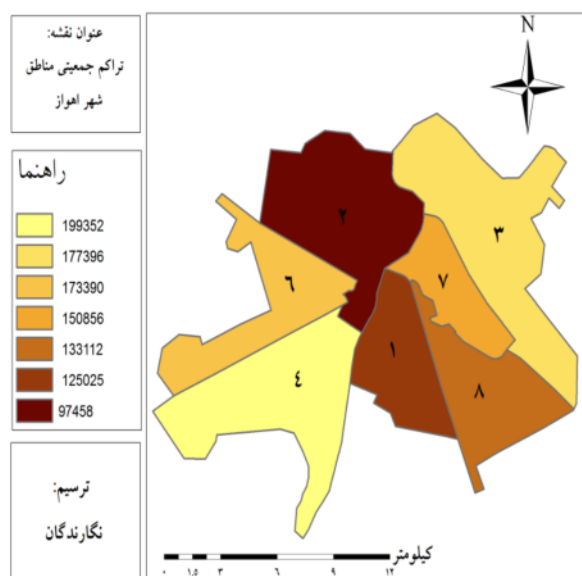 عنوان نقشه:
تراکم جمعیتی مناطق
شهر اهواز
راهنما
199352
177396
173390
150856
133112
125025
97458
ترسیم:
نگارندگان
N
۲
۳
۶
۷
۱
۴
۸
کیلومتر
۰ ۱.۵ ۳ ۶ ۹ ۱۲